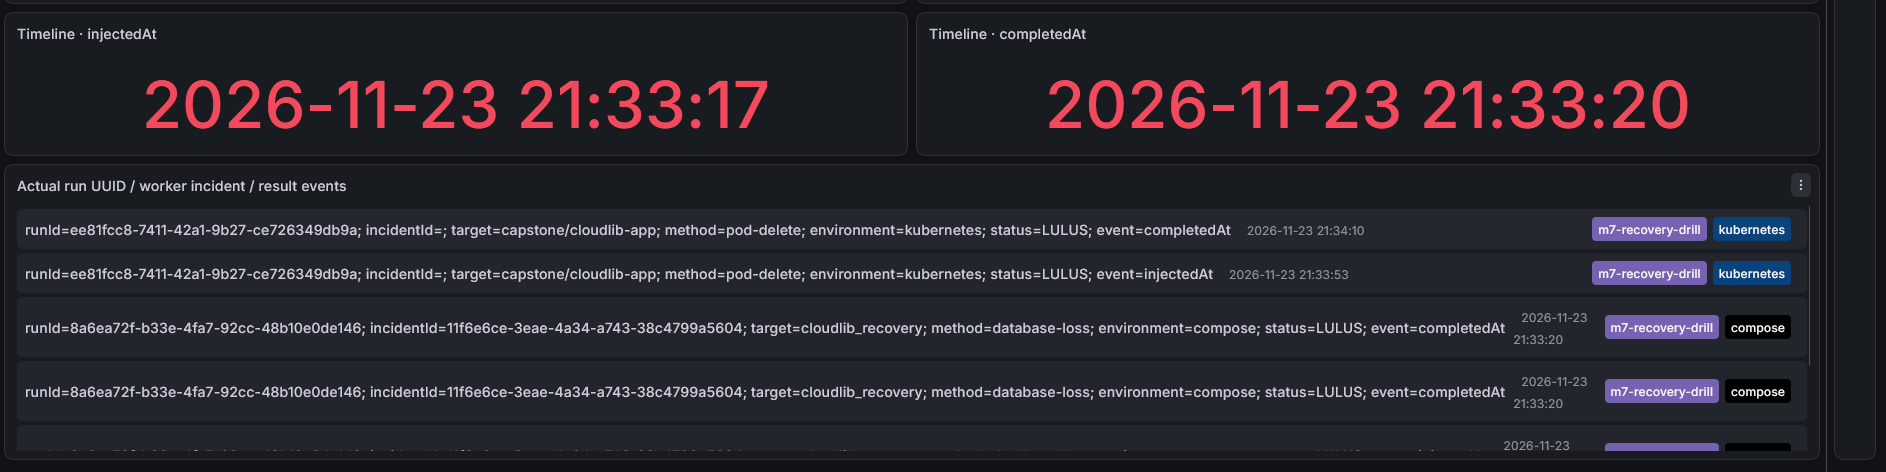 Timeline · injectedAt
2026-11-23 21:33:17
Timeline · completedAt
2026-11-23 21:33:20
Actual run UUID / worker incident / result events
runId=ee81fcc8-7411-42a1-9b27-ce726349db9a; incidentId=; target=capstone/cloudlib-app; method=pod-delete; environment=kubernetes; status=LULUS; event=completedAt 2026-11-23 21:34:10 m7-recovery-drill kubernetes
runId=ee81fcc8-7411-42a1-9b27-ce726349db9a; incidentId=; target=capstone/cloudlib-app; method=pod-delete; environment=kubernetes; status=LULUS; event=injectedAt 2026-11-23 21:33:53 m7-recovery-drill kubernetes
runId=8a6ea72f-b33e-4fa7-92cc-48b10e0de146; incidentId=11f6e6ce-3eae-4a34-a743-38c4799a5604; target=cloudlib_recovery; method=database-loss; environment=compose; status=LULUS; event=completedAt 2026-11-23 m7-recovery-drill compose
21:33:20
runId=8a6ea72f-b33e-4fa7-92cc-48b10e0de146; incidentId=11f6e6ce-3eae-4a34-a743-38c4799a5604; target=cloudlib_recovery; method=database-loss; environment=compose; status=LULUS; event=completedAt 2026-11-23 m7-recovery-drill compose
21:33:20
2026-11-23